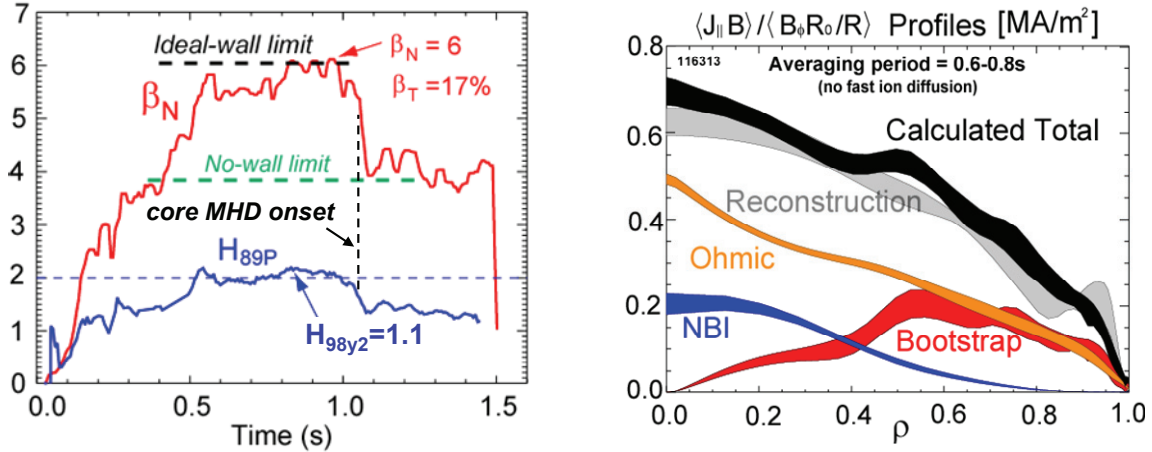 7
6
5
4
3
2
1
0
Ideal-wall limit
β_N = 6
β_T = 17%
β_N
No-wall limit
core MHD onset
H_89P
H_98y2=1.1
0.0 0.5 1.0 1.5
Time (s)
⟨J_|| B⟩/⟨B_ϕ R_0/R⟩ Profiles [MA/m²]
0.8
0.6
0.4
0.2
0.0
116313
Averaging period = 0.6-0.8s
(no fast ion diffusion)
Calculated Total
Reconstruction
Ohmic
NBI
Bootstrap
0.0 0.2 0.4 0.6 0.8 1.0
ρ